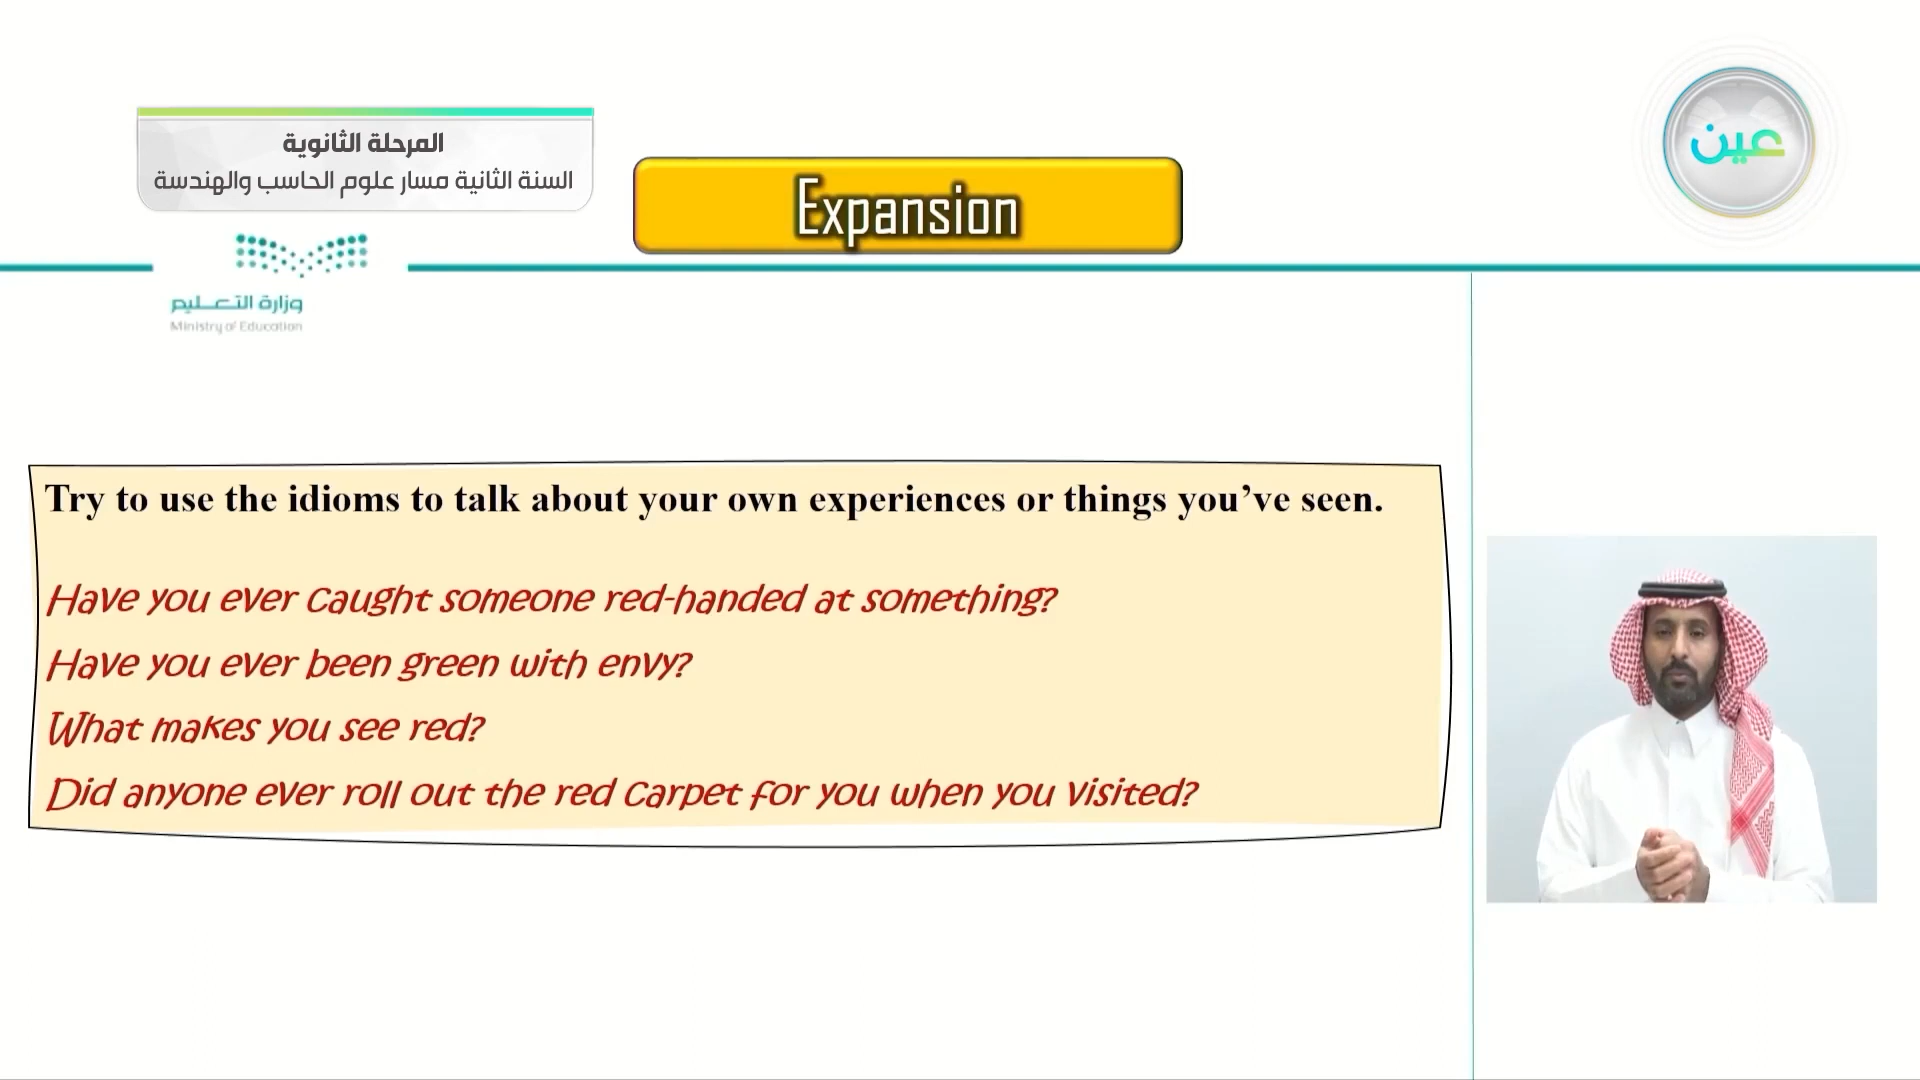 المرحلة الثانوية
السنة الثانية مسار علوم الحاسب والهندسة
عين
Expansion
وزارة التعليم
Ministry of Education
Try to use the idioms to talk about your own experiences or things you’ve seen.
Have you ever caught someone red-handed at something?
Have you ever been green with envy?
What makes you see red?
Did anyone ever roll out the red carpet for you when you visited?